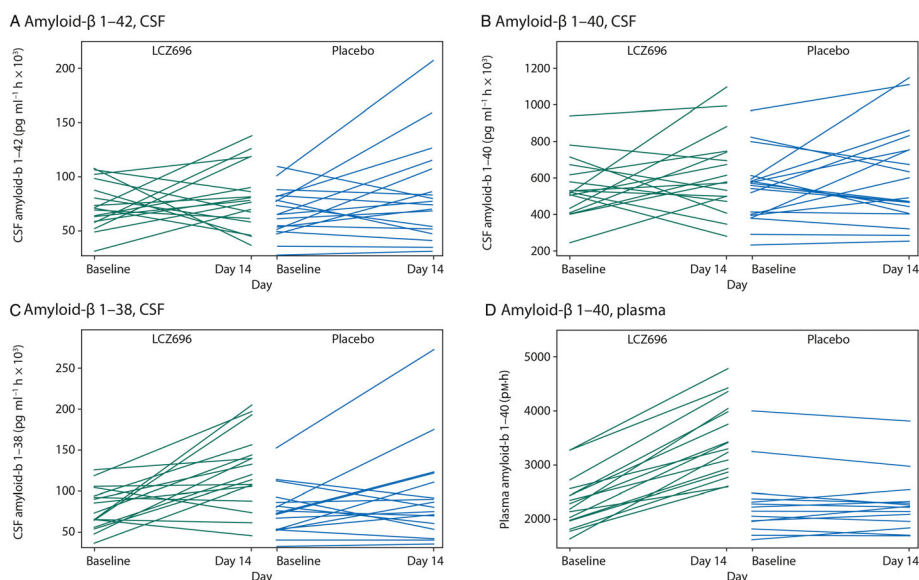 A Amyloid-β 1–42, CSF
LCZ696
Placebo
CSF amyloid-b 1–42 (pg ml⁻¹ h × 10³)
200
150
100
50
Baseline
Day 14
Baseline
Day 14
Day
B Amyloid-β 1–40, CSF
LCZ696
Placebo
CSF amyloid-b 1–40 (pg ml⁻¹ h × 10³)
1200
1000
800
600
400
200
Baseline
Day 14
Baseline
Day 14
Day
C Amyloid-β 1–38, CSF
LCZ696
Placebo
CSF amyloid-b 1–38 (pg ml⁻¹ h × 10³)
250
200
150
100
50
Baseline
Day 14
Baseline
Day 14
Day
D Amyloid-β 1–40, plasma
LCZ696
Placebo
Plasma amyloid-b 1–40 (pᴍ-h)
5000
4000
3000
2000
Baseline
Day 14
Baseline
Day 14
Day